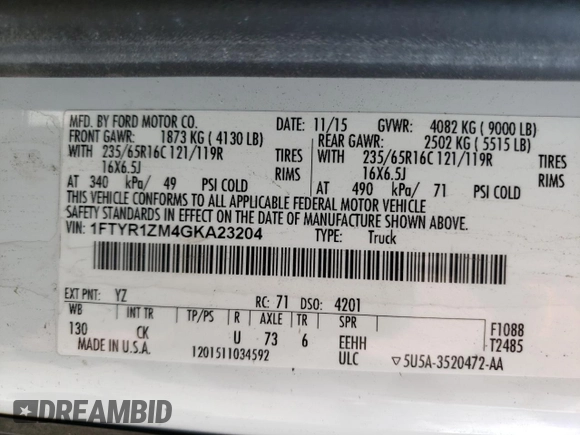 MFD. BY FORD MOTOR CO.
DATE: 11/15 GVWR: 4082 KG ( 9000 LB)
FRONT GAWR: 1873 KG ( 4130 LB)
REAR GAWR: 2502 KG ( 5515 LB)
WITH 235/65R16C 121/119R TIRES
WITH 235/65R16C 121/119R TIRES
16X6.5J RIMS
16X6.5J RIMS
AT 340 kPa/ 49 PSI COLD
AT 490 kPa/ 71 PSI COLD
THIS VEHICLE CONFORMS TO ALL APPLICABLE FEDERAL MOTOR VEHICLE
SAFETY STANDARDS IN EFFECT ON THE DATE OF MANUFACTURE SHOWN ABOVE.
VIN: 1FTYR1ZM4GKA23204
TYPE: Truck
EXT PNT: YZ RC: 71 DSO: 4201
WB INT TR TP/PS R AXLE TR SPR F1088
130 CK U 73 6 EEHH T2485
MADE IN U.S.A. 1201511034592 ULC ▽5U5A-3520472-AA
DREAMBID